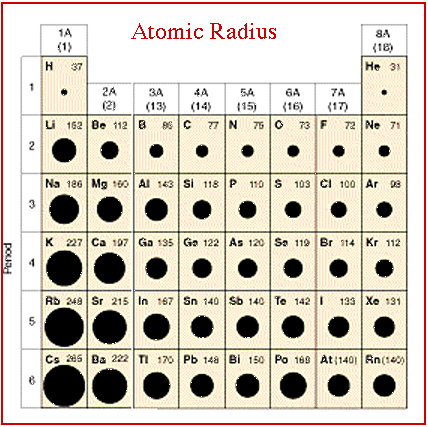 Atomic Radius
1A
(1)
8A
(18)
H 37
He 31
2A
(2)
3A
(13)
4A
(14)
5A
(15)
6A
(16)
7A
(17)
Period
1
2
Li 152 Be 112 B C 77 N 75 O 73 F 72 Ne 71
3
Na 186 Mg 160 Al 143 Si 118 P 110 S 103 Cl 100 Ar 98
4
K 227 Ca 197 Ga 135 Ge 122 As 120 Se 119 Br 114 Kr 112
5
Rb 248 Sr 215 In 167 Sn 140 Sb 140 Te 142 I 133 Xe 131
6
Cs 265 Ba 222 Tl 170 Pb Bi 150 Po 168 At (140) Rn (140)